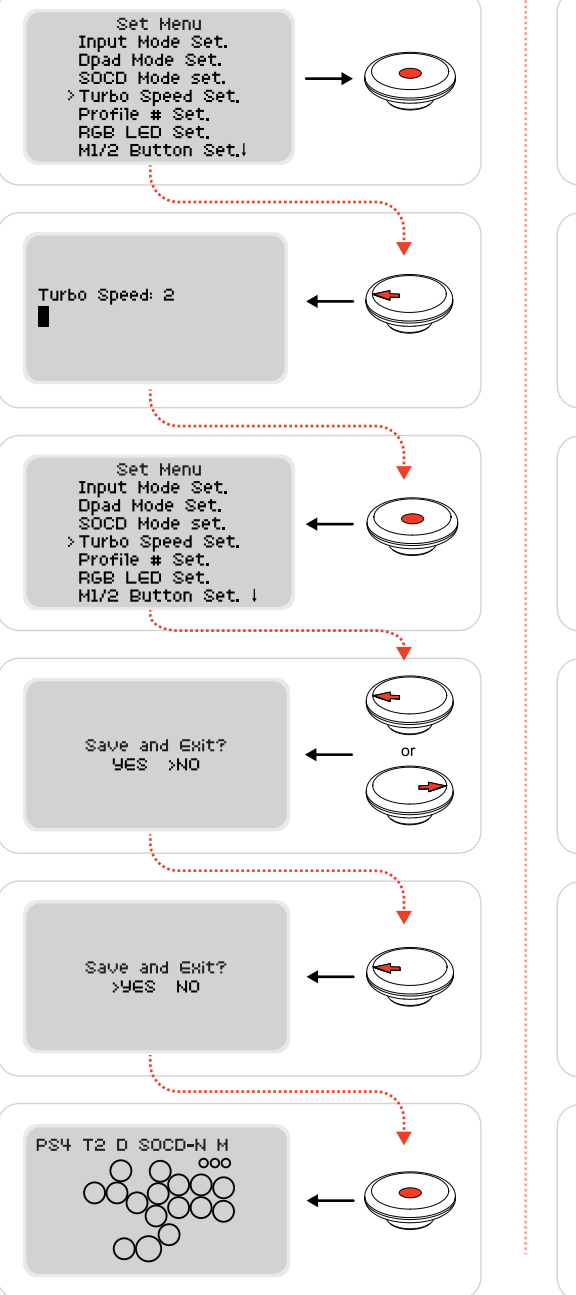 Set Menu
Input Mode Set.
Dpad Mode Set.
SOCD Mode set.
>Turbo Speed Set.
Profile # Set.
RGB LED Set.
M1/2 Button Set.↓
Turbo Speed: 2
Set Menu
Input Mode Set.
Dpad Mode Set.
SOCD Mode set.
>Turbo Speed Set.
Profile # Set.
RGB LED Set.
M1/2 Button Set. ↓
or
Save and Exit?
YES >NO
Save and Exit?
>YES NO
PS4 T2 D SOCD-N M